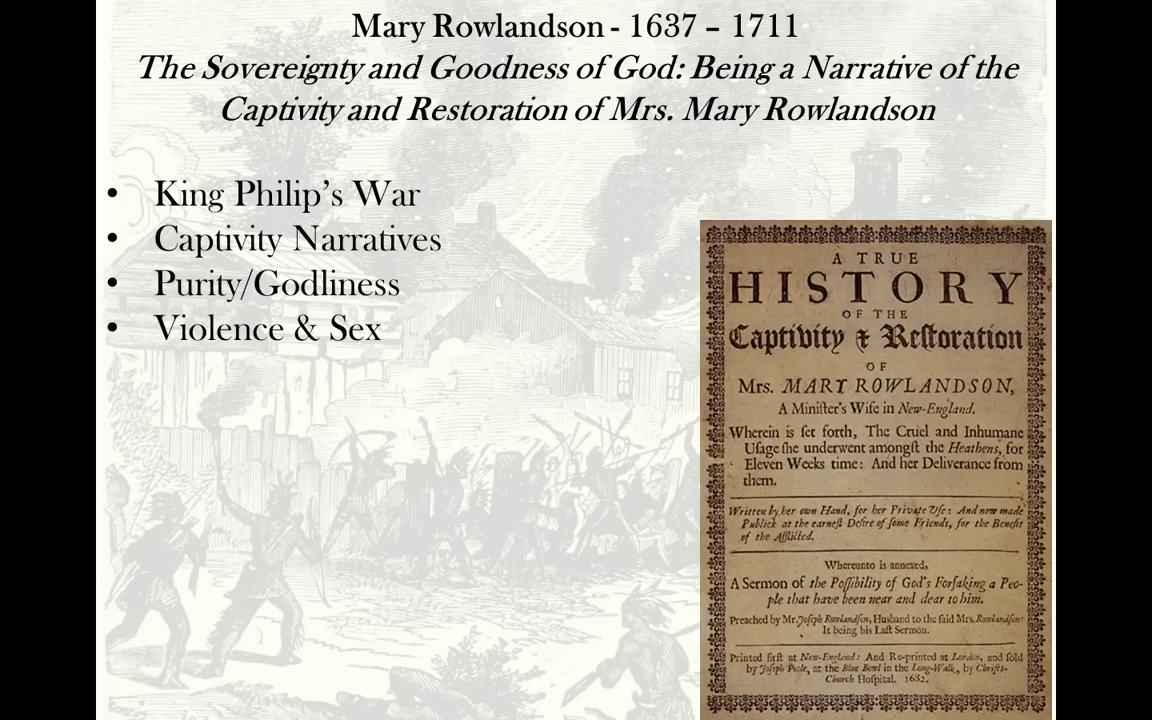 Mary Rowlandson - 1637 – 1711
The Sovereignty and Goodness of God: Being a Narrative of the
Captivity and Restoration of Mrs. Mary Rowlandson
• King Philip's War
• Captivity Narratives
• Purity/Godliness
• Violence & Sex
A TRUE
HISTORY
OF THE
Captivity & Reſtoration
OF
Mrs. MARY ROWLANDSON,
A Miniſter's Wife in New-England.
Wherein is ſet forth, The Cruel and Inhumane
Uſage ſhe underwent amongſt the Heathens, for
Eleven Weeks time: And her Deliverance from
them.
Written by her own Hand, for her Private Uſe: And now made
Publick at the earneſt Deſire of ſome Friends, for the Benefit
of the Afflicted.
Whereunto is annexed,
A Sermon of the Poſſibility of God's Forſaking a Peo-
ple that have been near and dear to him.
Preached by Mr. Joſeph Rowlandſon, Husband to the ſaid Mrs. Rowlandſon:
It being his Laſt Sermon.
Printed firſt at New-England: And Re-printed at London, and ſold
by Joſeph Poole, at the Blue Bowl in the Long-Walk, by Chriſts-
Church Hoſpital. 1682.